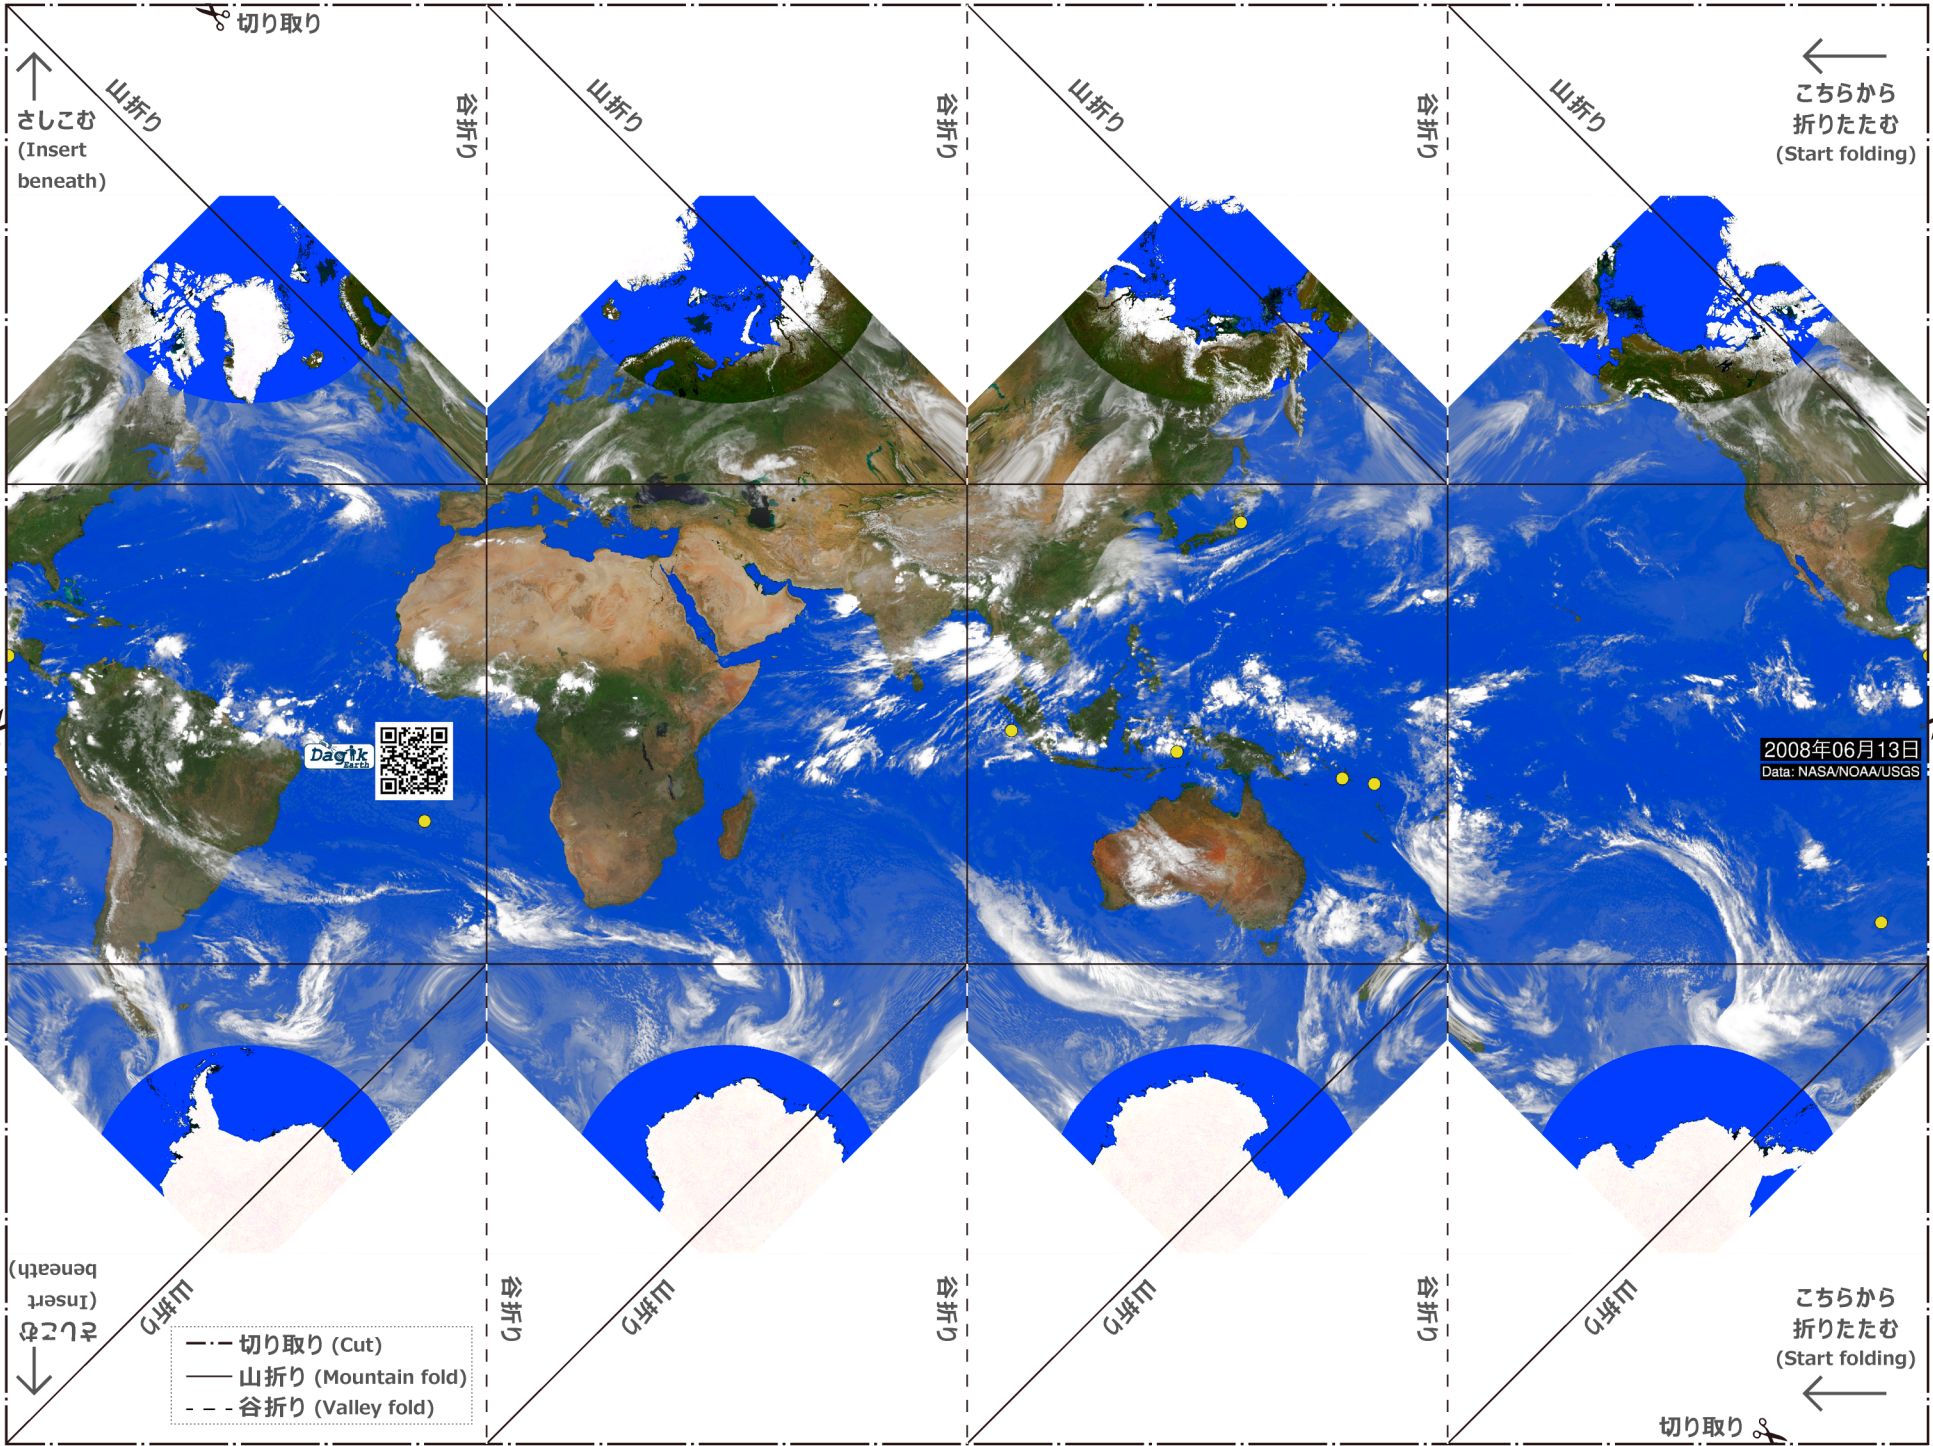 切り取り
山折り
谷折り
山折り
谷折り
山折り
谷折り
山折り
こちらから
折りたたむ
(Start folding)
さしこむ
(Insert
beneath)
Dagik
Earth
2008年06月13日
Data: NASA/NOAA/USGS
さしこむ
(Insert
beneath)
山折り
谷折り
山折り
谷折り
山折り
谷折り
山折り
こちらから
折りたたむ
(Start folding)
切り取り (Cut)
山折り (Mountain fold)
谷折り (Valley fold)
切り取り